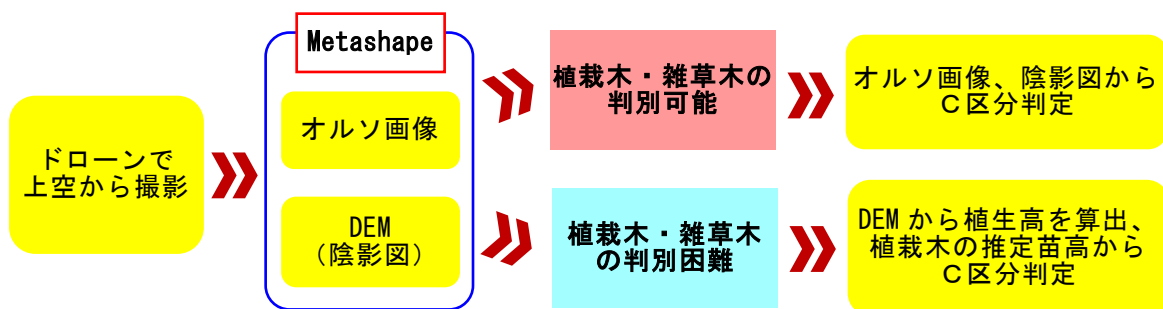 ドローンで
上空から撮影
Metashape
オルソ画像
DEM
（陰影図）
植栽木・雑草木の
判別可能
オルソ画像、陰影図から
Ｃ区分判定
植栽木・雑草木
の判別困難
DEM から植生高を算出、
植栽木の推定苗高から
Ｃ区分判定